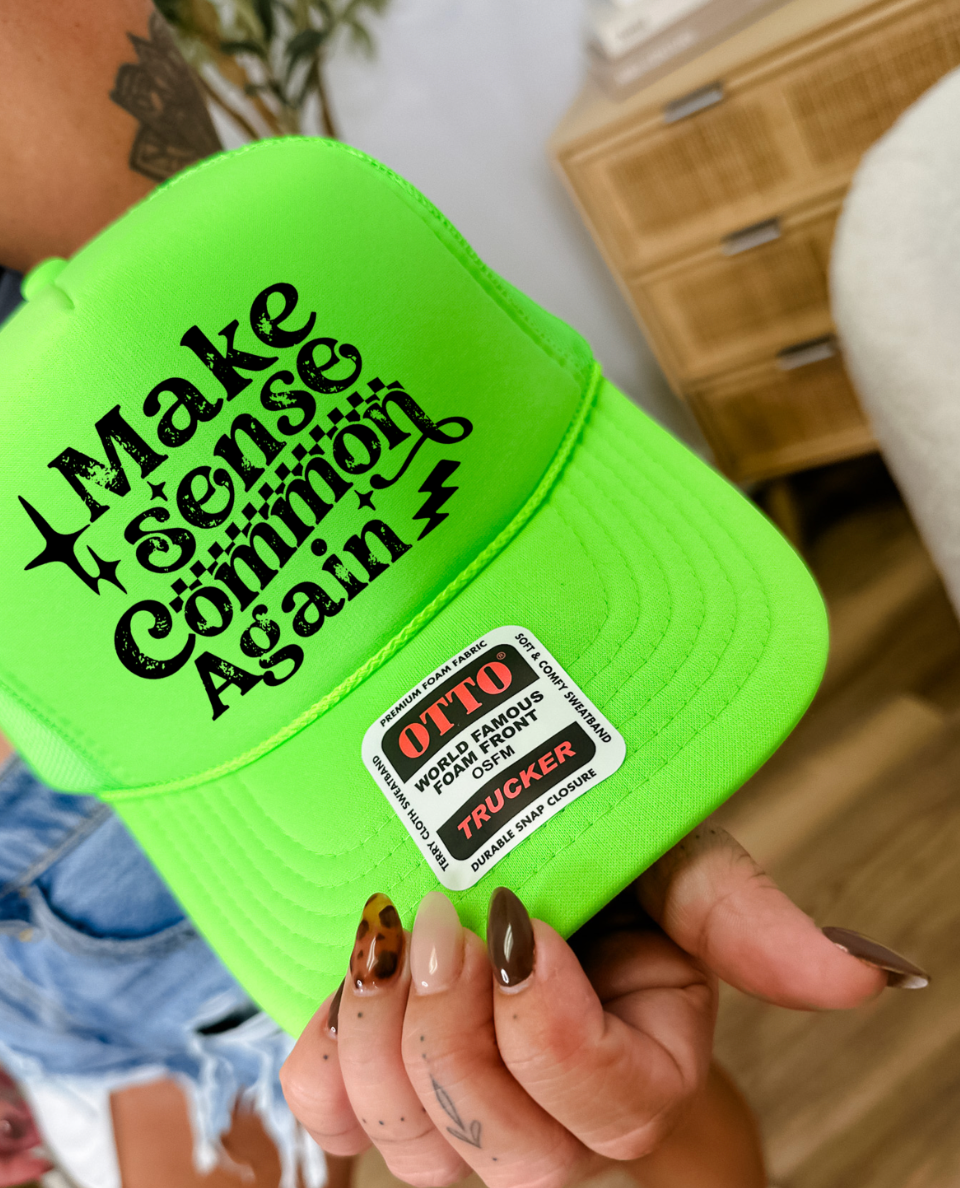 Make
sense
Common
Again
PREMIUM FOAM FABRIC
SOFT & COMFY SWEATBAND
OTTO®
WORLD FAMOUS
FOAM FRONT
OSFM
TRUCKER
TERRY CLOTH SWEATBAND
DURABLE SNAP CLOSURE